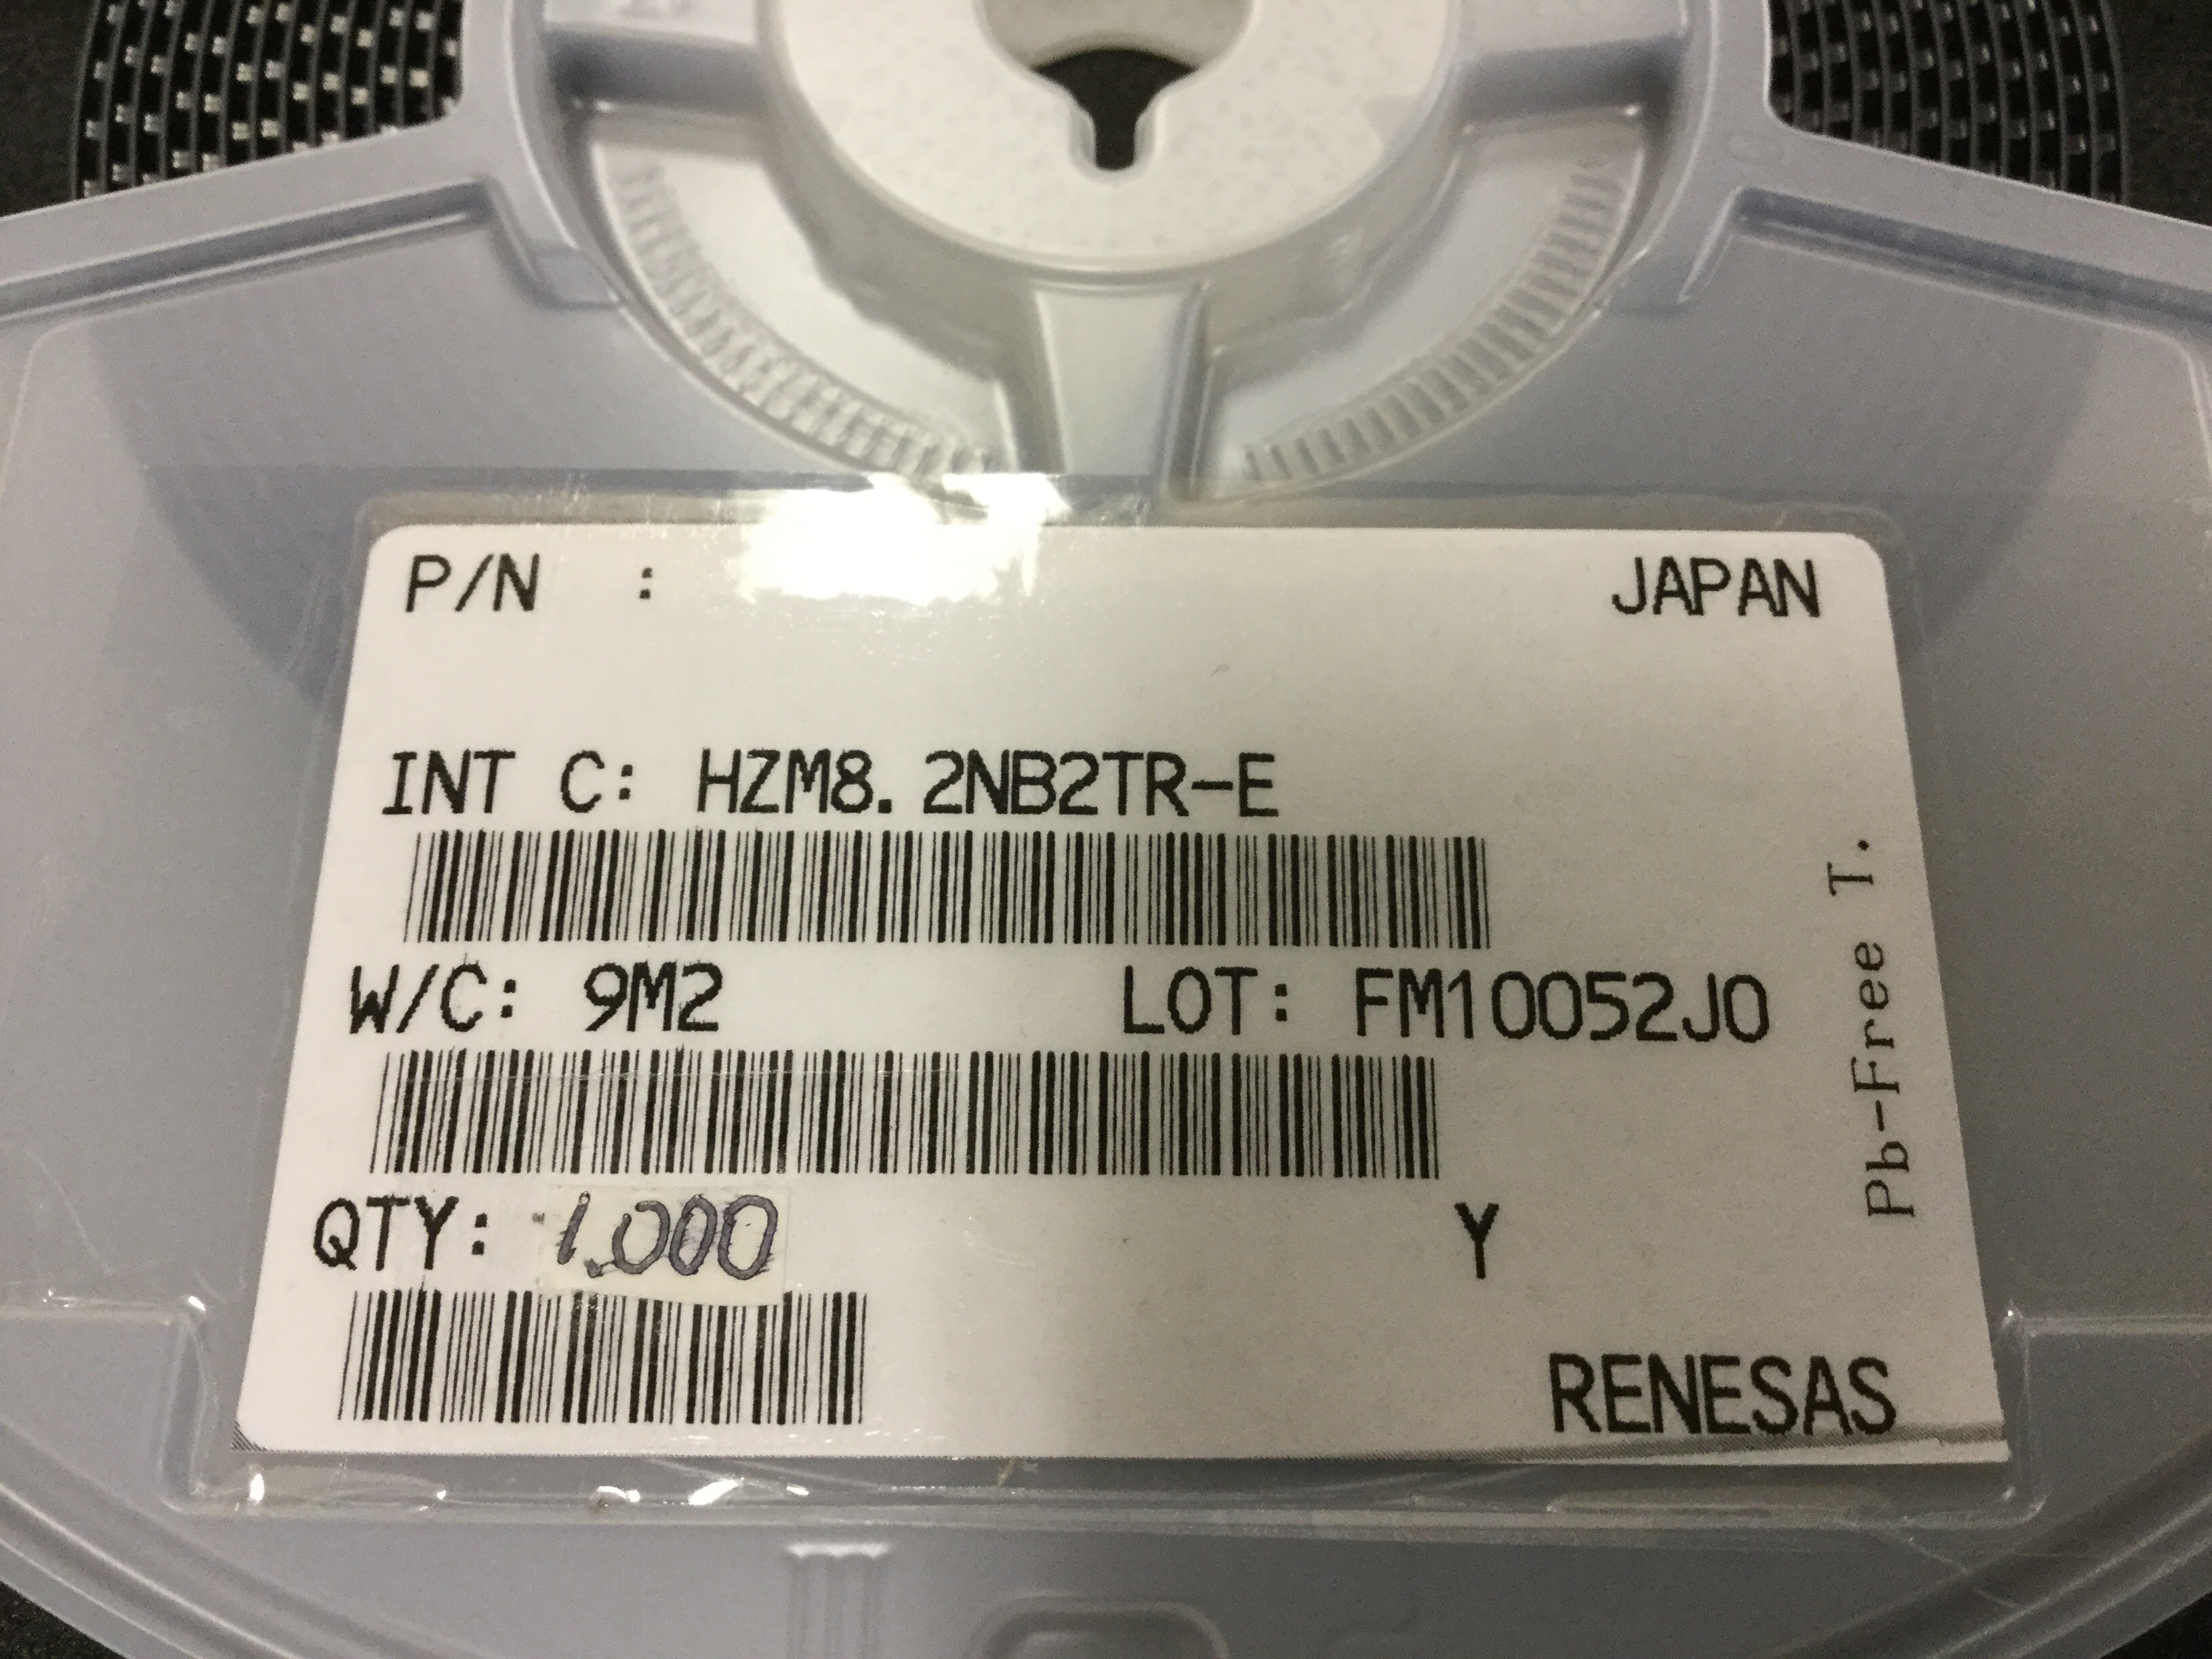 P/N : JAPAN
INT C: HZM8.2NB2TR-E
W/C: 9M2 LOT: FM10052J0
QTY: 1,000 Y
Pb-Free T.
RENESAS